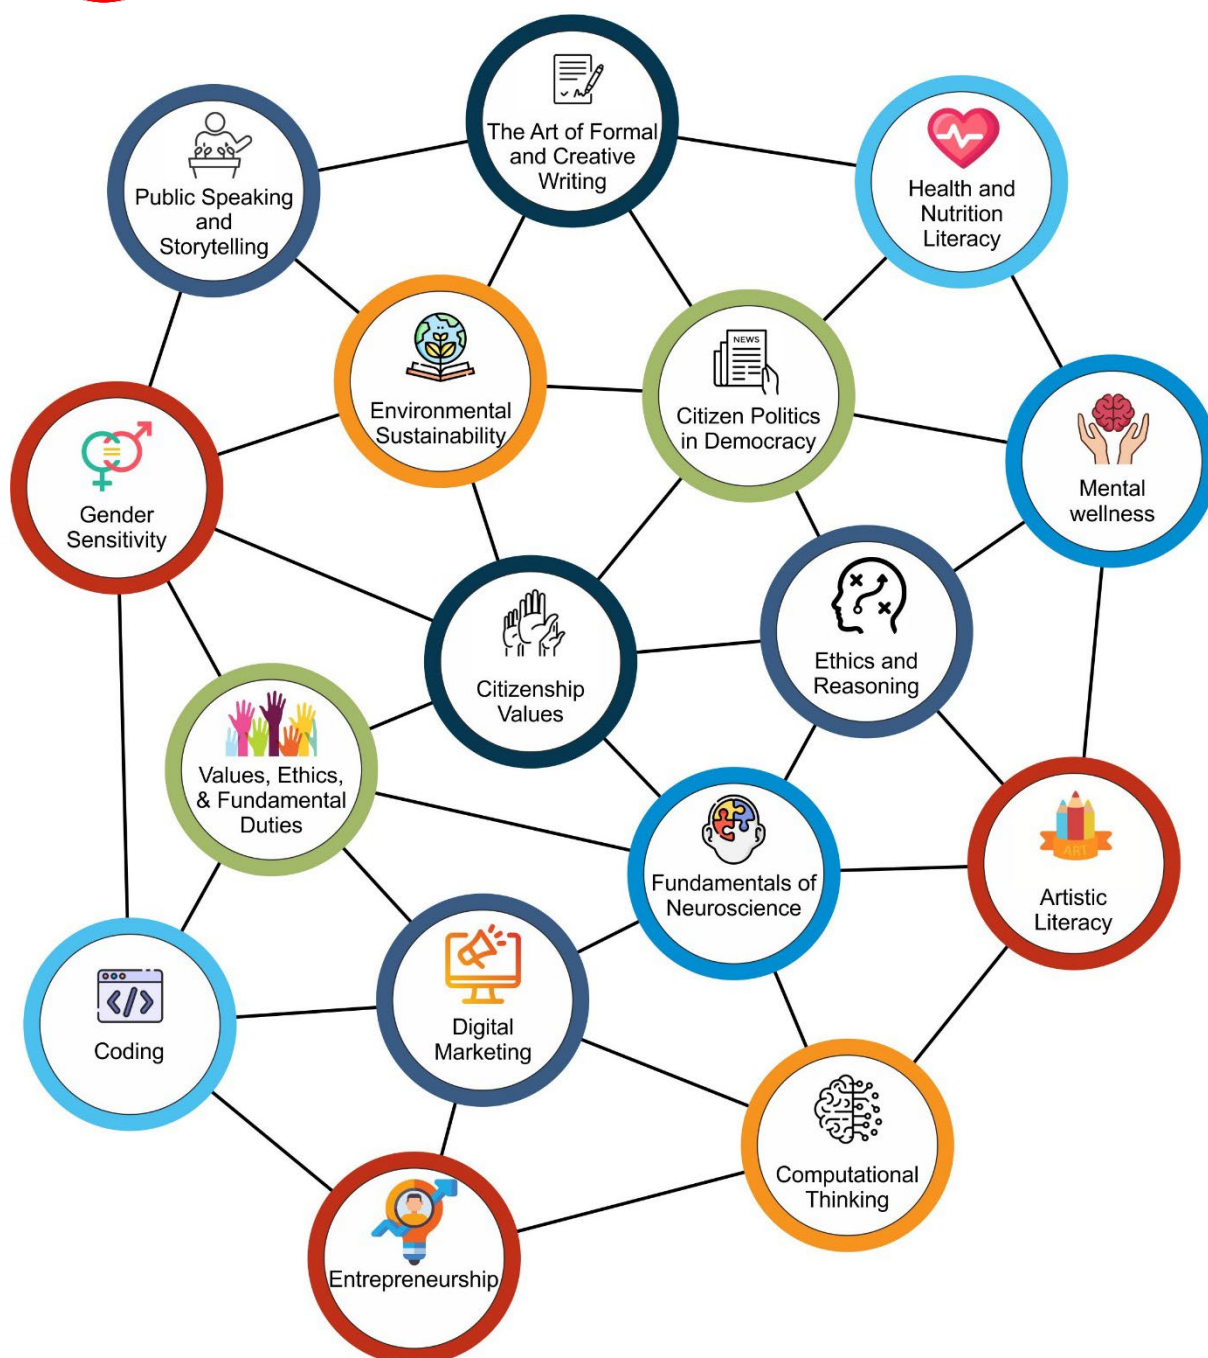 The Art of Formal
and Creative
Writing
Public Speaking
and
Storytelling
Health and
Nutrition
Literacy
Environmental
Sustainability
NEWS
Citizen Politics
in Democracy
Gender
Sensitivity
Mental
wellness
Citizenship
Values
Ethics and
Reasoning
Values, Ethics,
& Fundamental
Duties
Fundamentals of
Neuroscience
ART
Artistic
Literacy
</>
Coding
Digital
Marketing
Computational
Thinking
Entrepreneurship